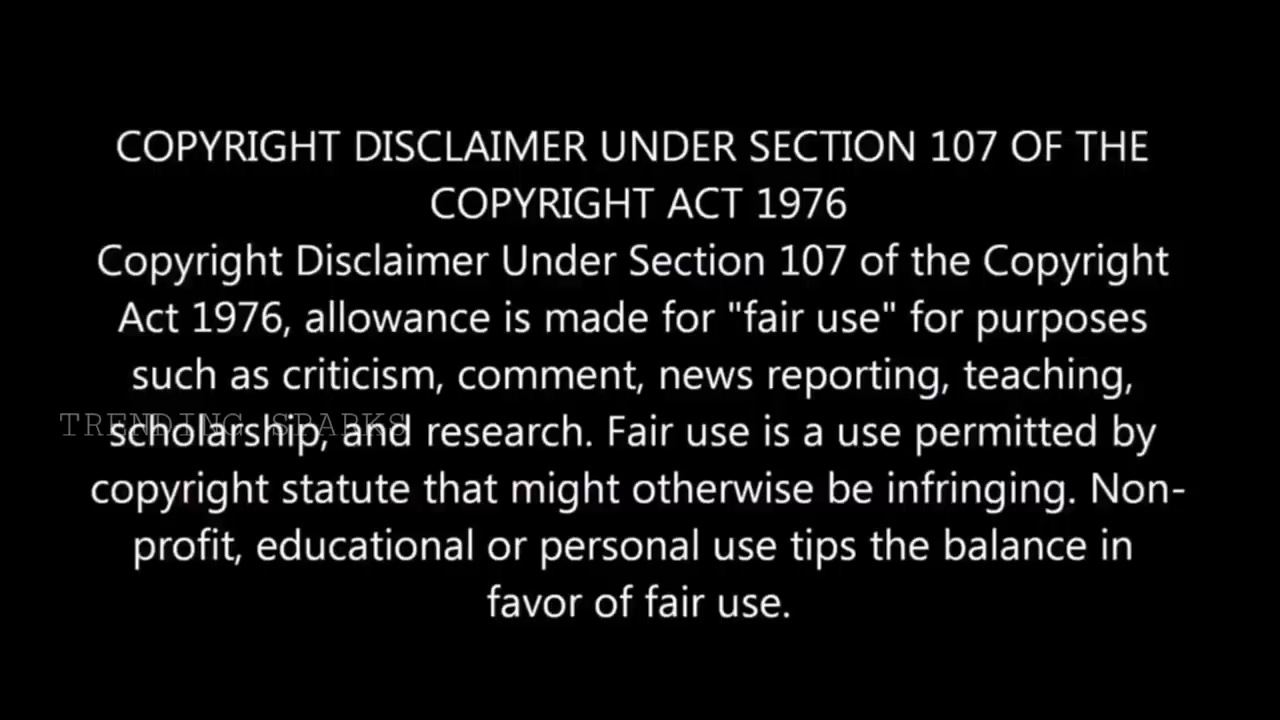 COPYRIGHT DISCLAIMER UNDER SECTION 107 OF THE
COPYRIGHT ACT 1976
Copyright Disclaimer Under Section 107 of the Copyright
Act 1976, allowance is made for "fair use" for purposes
such as criticism, comment, news reporting, teaching,
TRENDING SPARKS
scholarship, and research. Fair use is a use permitted by
copyright statute that might otherwise be infringing. Non-
profit, educational or personal use tips the balance in
favor of fair use.